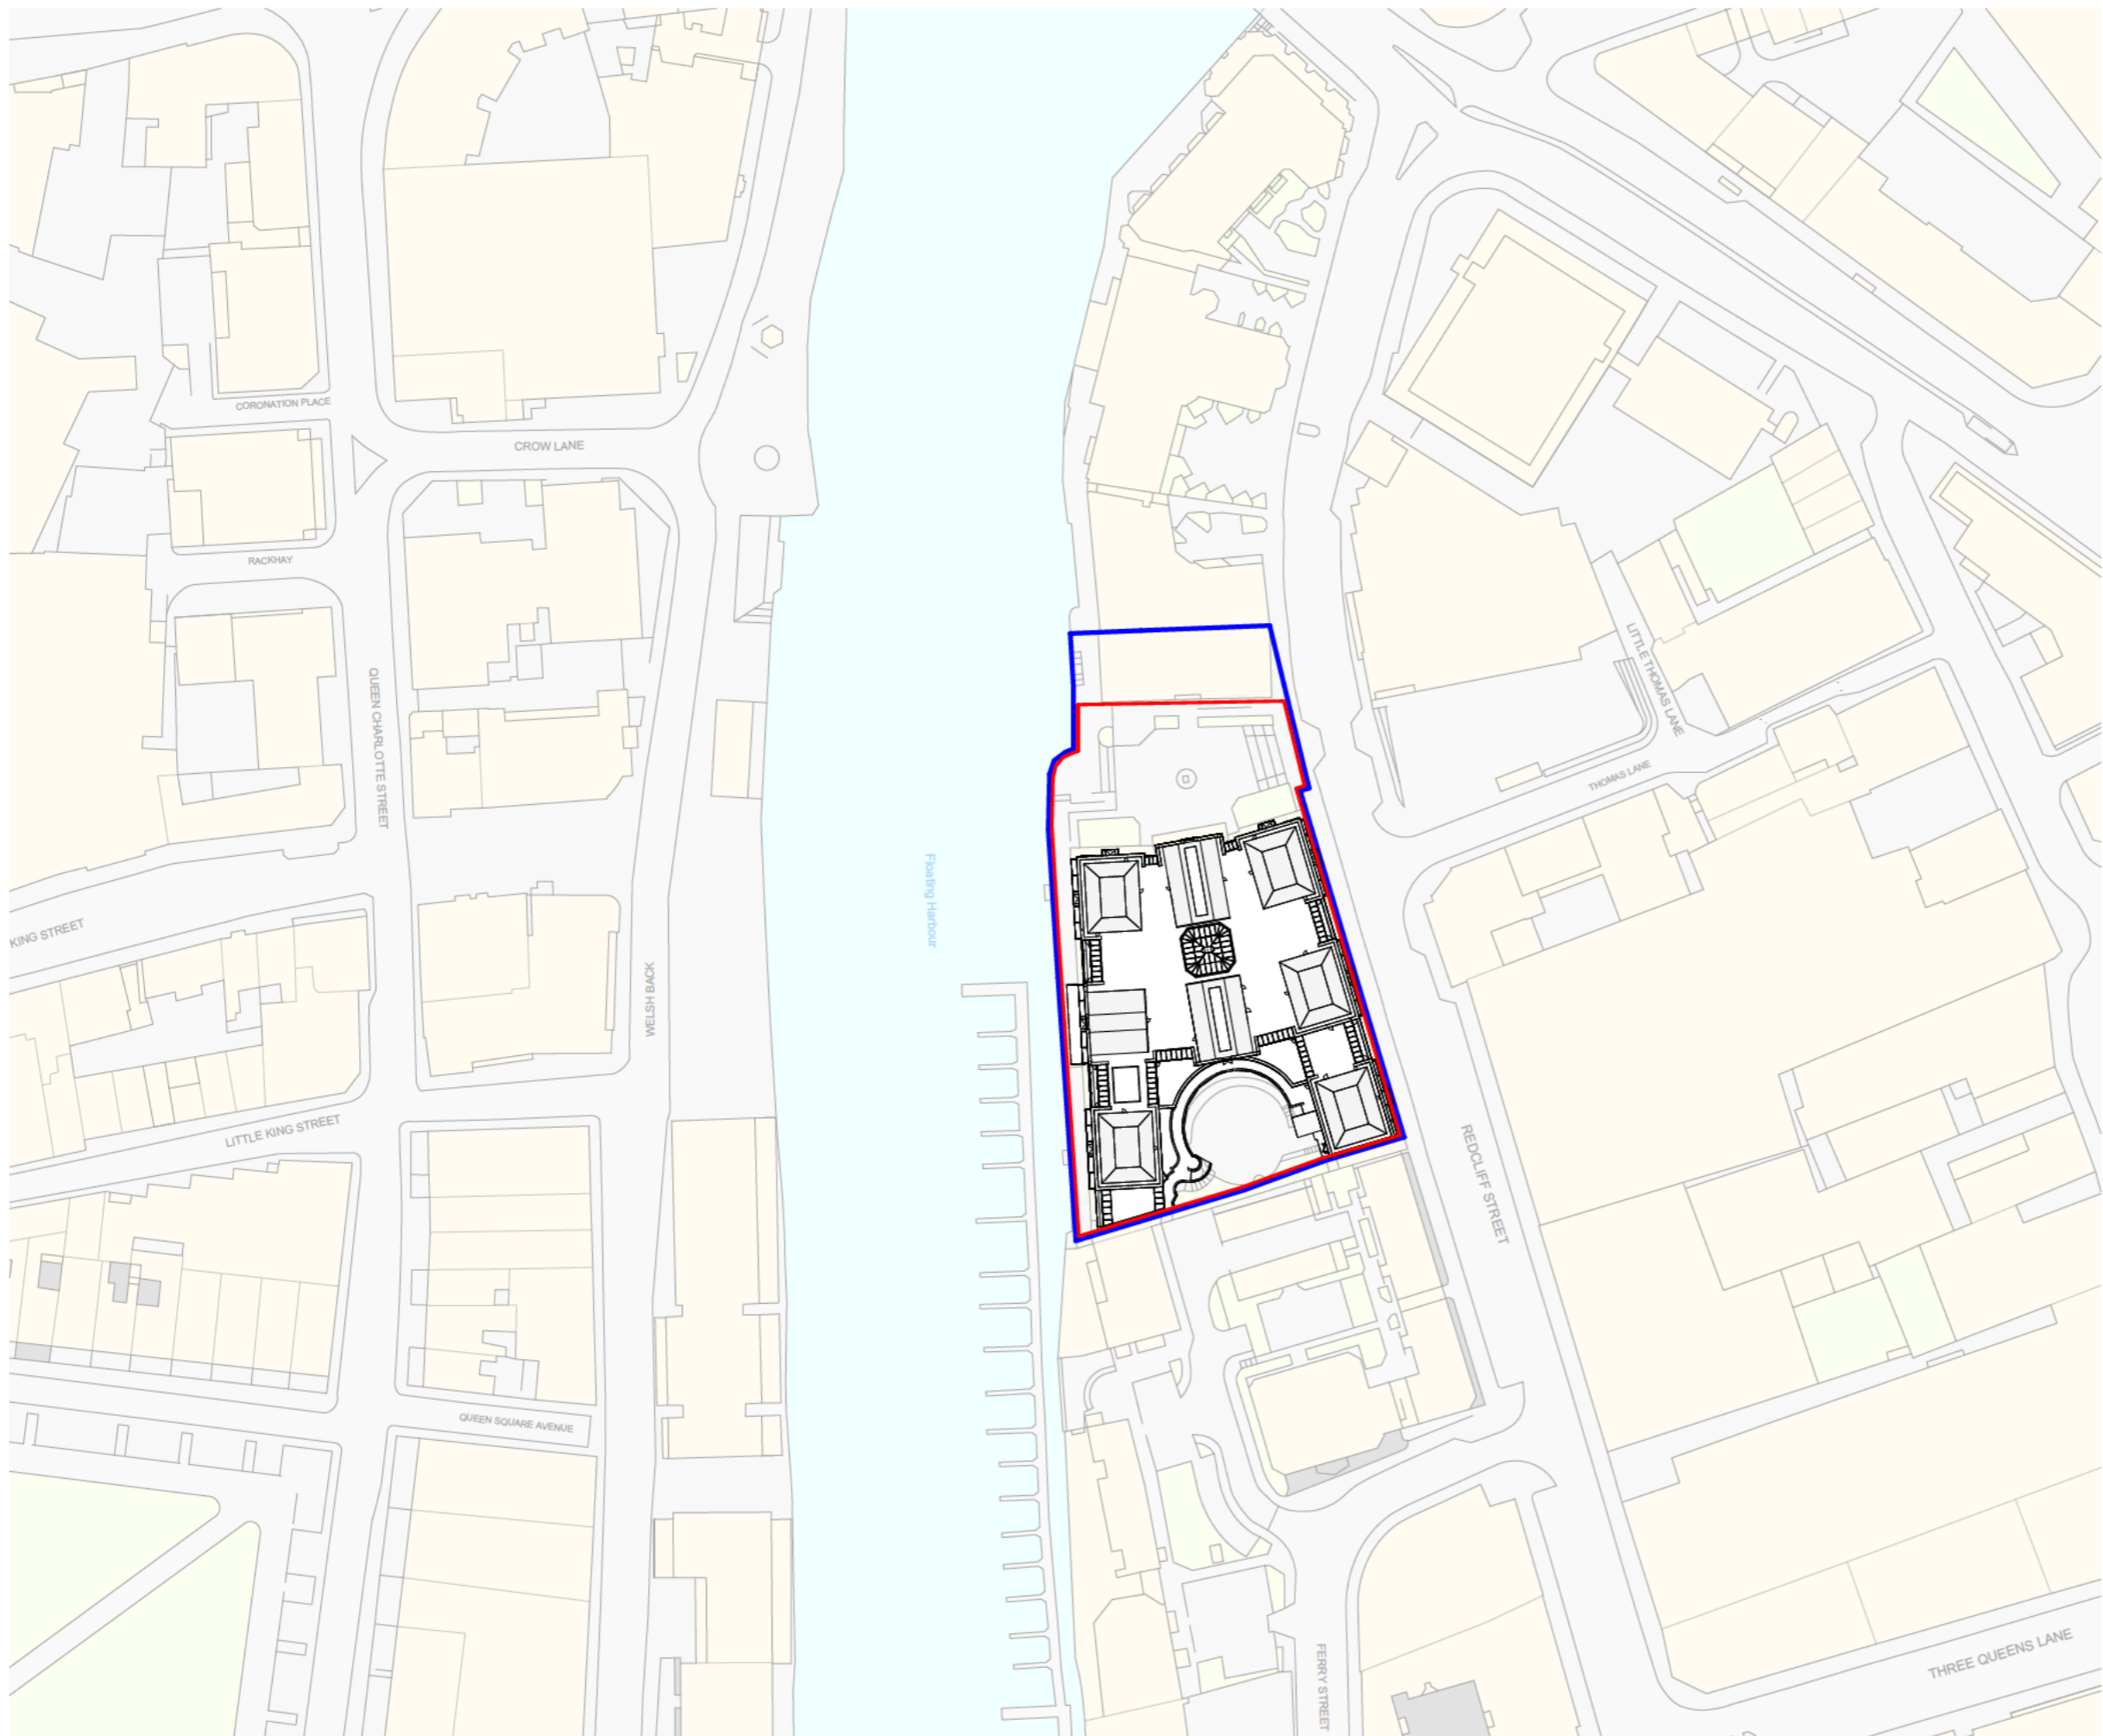 CORONATION PLACE
CROW LANE
RACKHAY
LITTLE THOMAS LANE
QUEEN CHARLOTTE STREET
THOMAS LANE
Floating Harbour
KING STREET
WELSH BACK
LITTLE KING STREET
REDCLIFF STREET
QUEEN SQUARE AVENUE
FERRY STREET
THREE QUEENS LANE